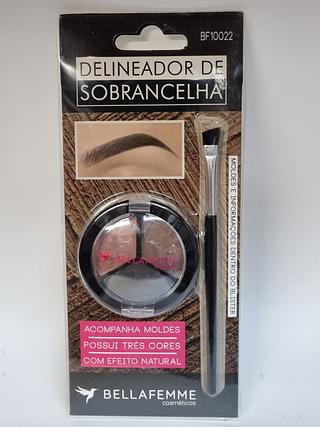 BF10022
DELINEADOR DE
SOBRANCELHA
MOLDES E INFORMAÇÕES DENTRO DO BLISTER
BELLAFEMME
ACOMPANHA MOLDES
POSSUI TRÊS CORES
COM EFEITO NATURAL
BELLAFEMME
cosméticos